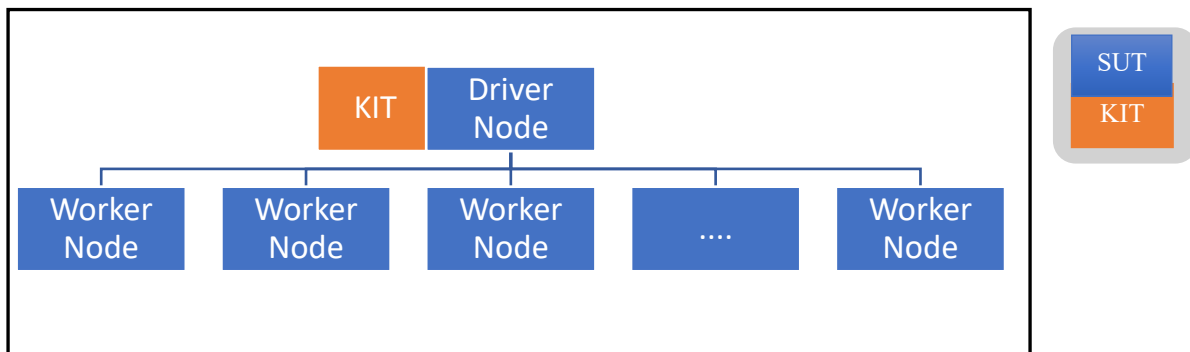 KIT
Driver
Node
Worker
Node
Worker
Node
Worker
Node
....
Worker
Node
SUT
KIT